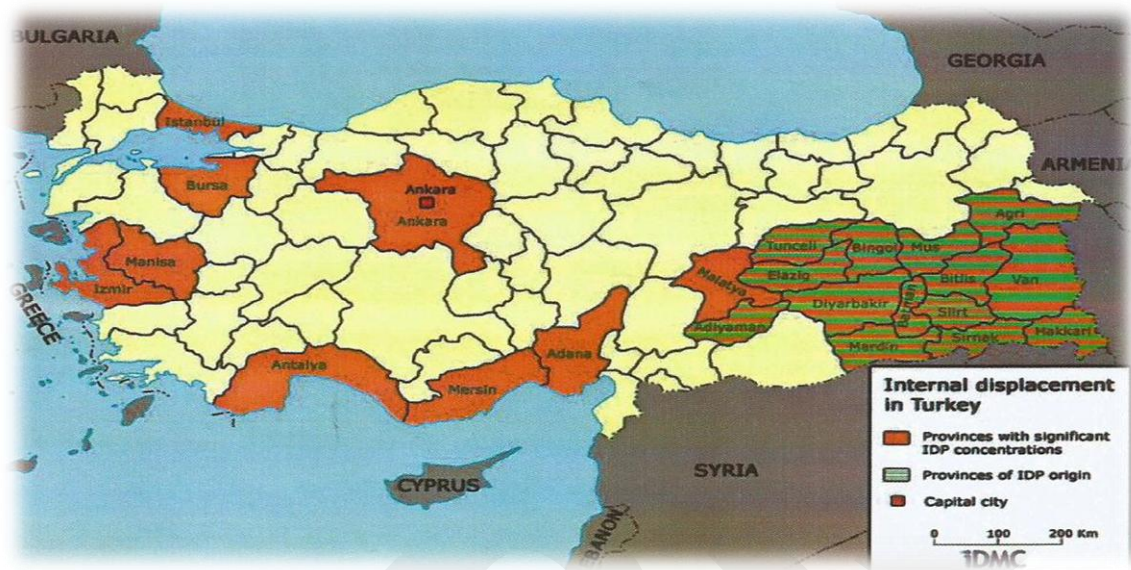 BULGARIA
GEORGIA
Istanbul
ARMENIA
Bursa
Ankara
Ankara
Agri
Tunceli
Bingol
Mus
Manisa
Malatya
Elazig
Bitlis
Van
Izmir
GREECE
Diyarbakir
Batman
Siirt
Adiyaman
Mardin
Sirnak
Hakkari
Antalya
Adana
Mersin
CYPRUS
SYRIA
LEBANON
Internal displacement
in Turkey
Provinces with significant
IDP concentrations
Provinces of IDP origin
Capital city
0 100 200 Km
iDMC